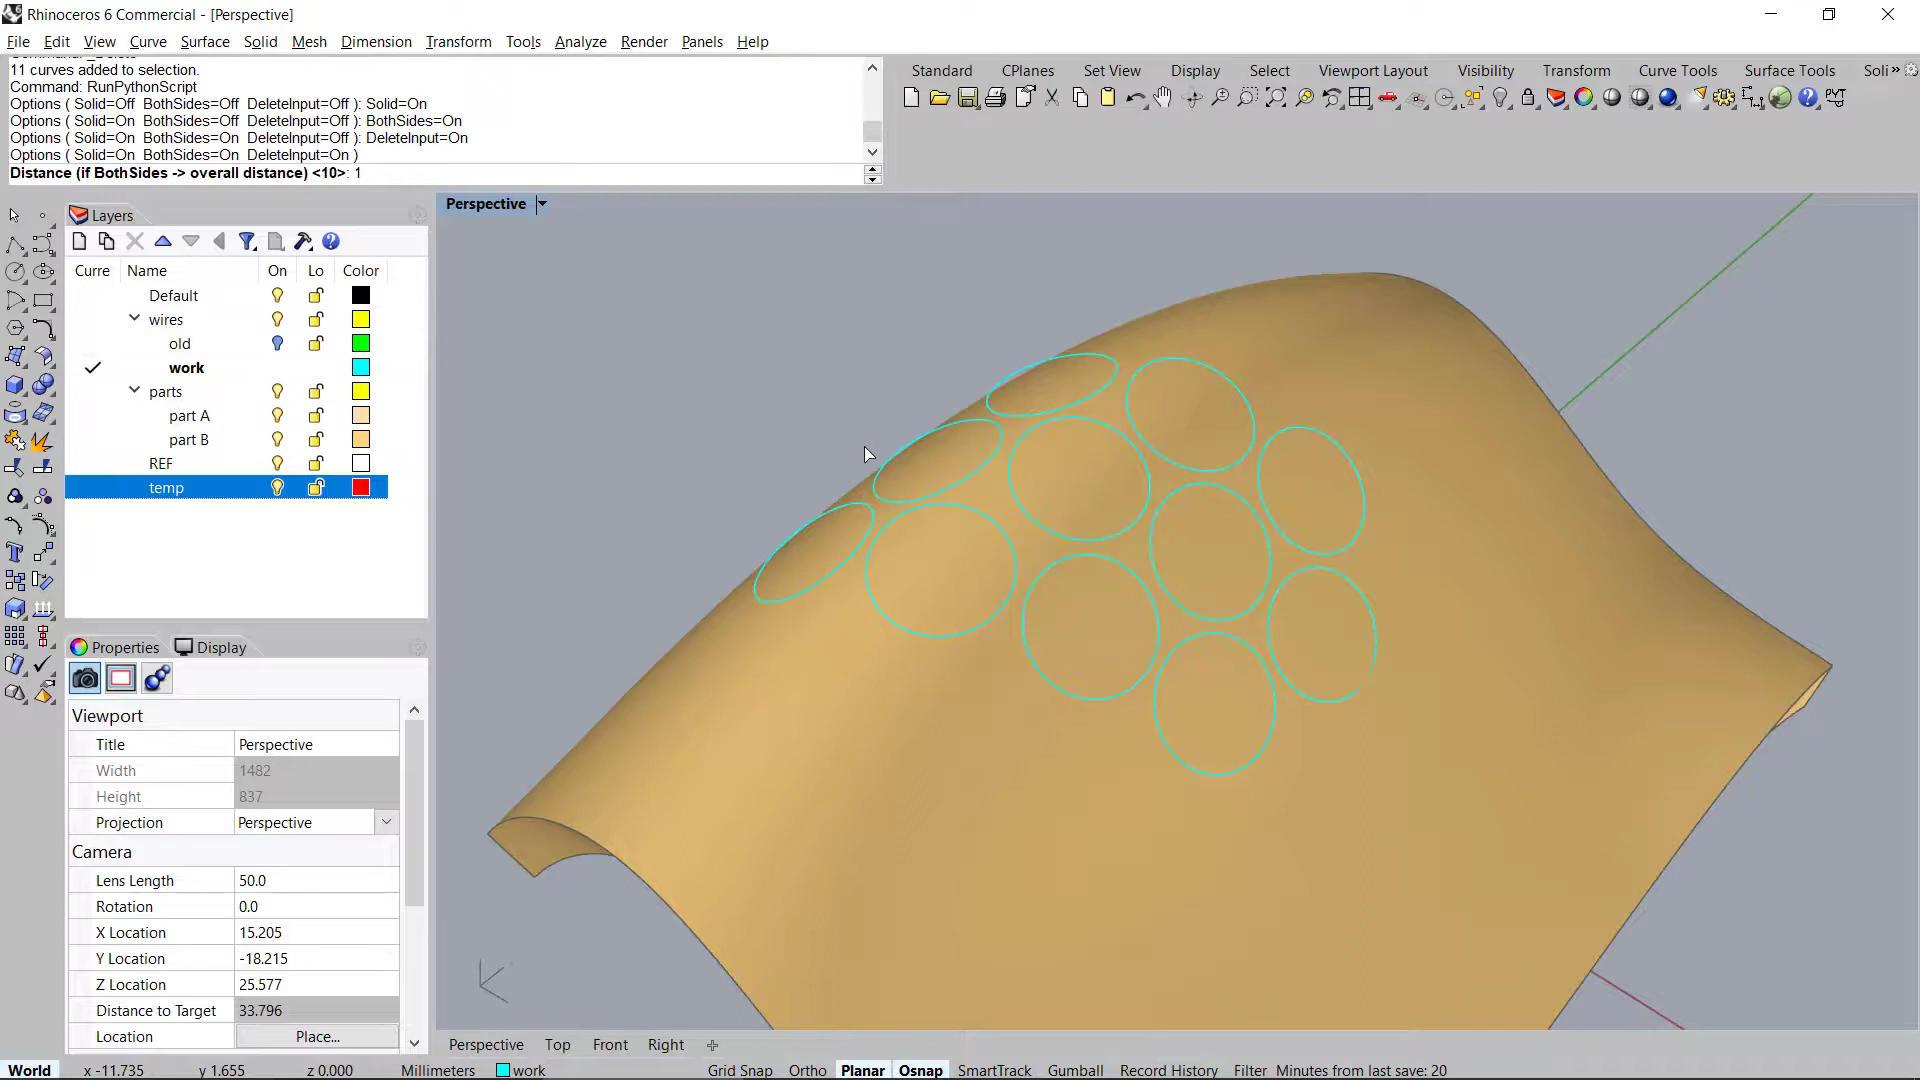 Rhinoceros 6 Commercial - [Perspective]
File Edit View Curve Surface Solid Mesh Dimension Transform Tools Analyze Render Panels Help
11 curves added to selection.
Command: RunPythonScript
Options ( Solid=Off BothSides=Off DeleteInput=Off ): Solid=On
Options ( Solid=On BothSides=Off DeleteInput=Off ): BothSides=On
Options ( Solid=On BothSides=On DeleteInput=Off ): DeleteInput=On
Options ( Solid=On BothSides=On DeleteInput=On )
Distance (if BothSides -> overall distance) <10>: 1
Standard CPlanes Set View Display Select Viewport Layout Visibility Transform Curve Tools Surface Tools Soli»
PVT
Perspective
Layers
Curre Name On Lo Color
Default
wires
old
work
parts
part A
part B
REF
temp
Properties Display
Viewport
Title Perspective
Width 1482
Height 837
Projection Perspective
Camera
Lens Length 50.0
Rotation 0.0
X Location 15.205
Y Location -18.215
Z Location 25.577
Distance to Target 33.796
Location Place...
Perspective Top Front Right
World x -11.735 y 1.655 z 0.000 Millimeters work Grid Snap Ortho Planar Osnap SmartTrack Gumball Record History Filter Minutes from last save: 20